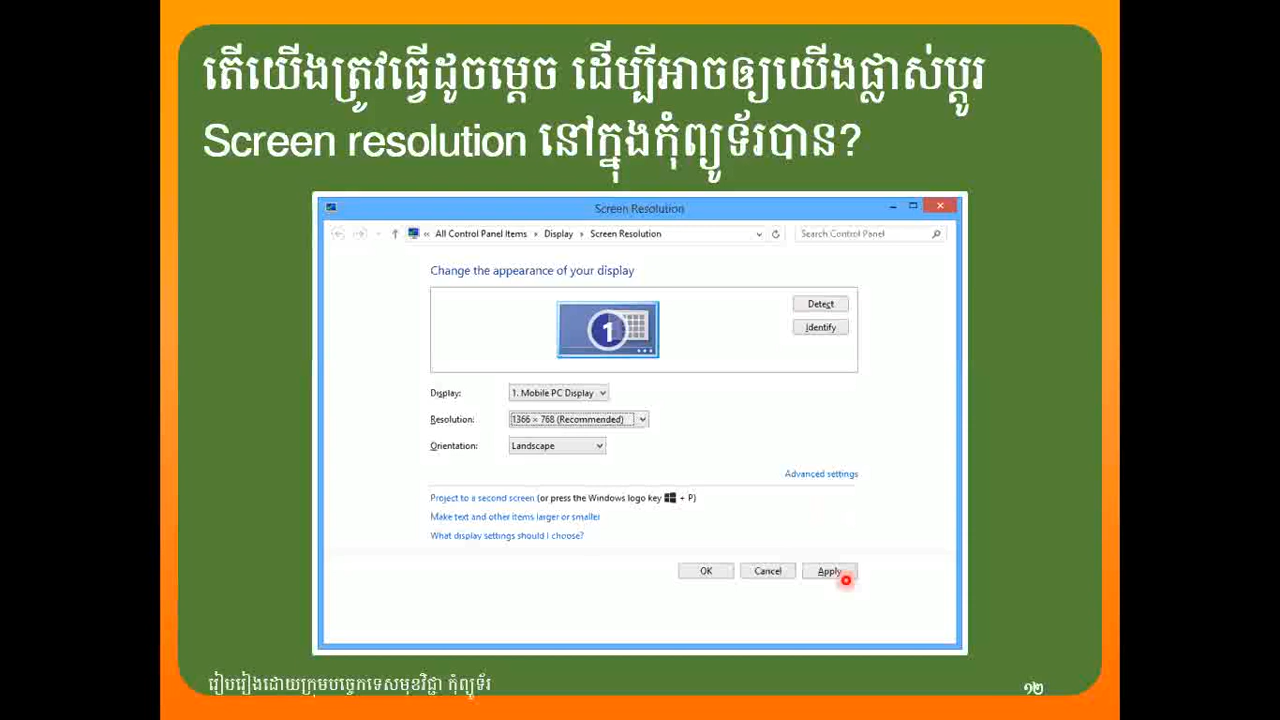 តើយើងត្រូវធ្វើដូចម្ដេច ដើម្បីអាចឲ្យយើងផ្លាស់ប្ដូរ
Screen resolution នៅក្នុងកុំព្យូទ័របាន?
Screen Resolution
« All Control Panel Items Display Screen Resolution
Search Control Panel
Change the appearance of your display
Detect
1
Identify
Display: 1. Mobile PC Display
Resolution: 1366 × 768 (Recommended)
Orientation: Landscape
Advanced settings
Project to a second screen (or press the Windows logo key + P)
Make text and other items larger or smaller
What display settings should I choose?
OK Cancel Apply
រៀបរៀងដោយក្រុមបច្ចេកទេសមុខវិជ្ជា កុំព្យូទ័រ
១២